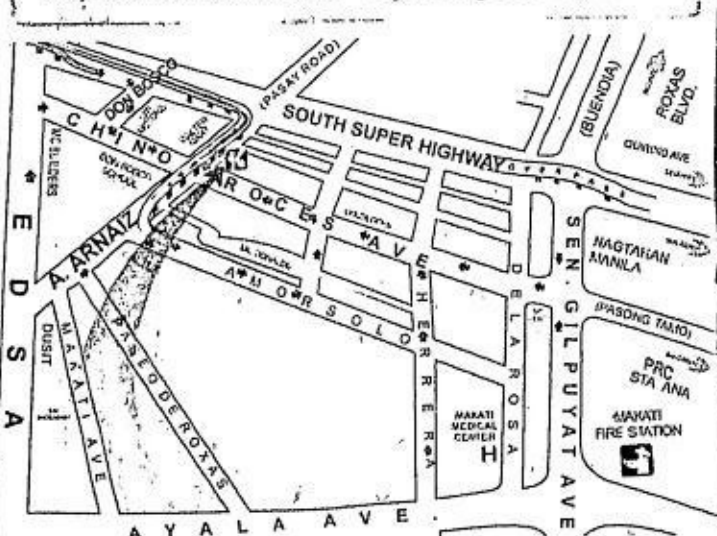 (PASAY ROAD)
DON BOSCO
SOUTH SUPER HIGHWAY
(BUENDIA)
ROXAS
BLVD.
CHINO
ROCES AVE
DON BOSCO
SCHOOL
EDSA
A. ARNAIZ
AMORSOLO
HERRERA
DELAROSA
SEN. GIL PUYAT AVE
NAGTAHAN
MANILA
(PASONG TAMO)
PRC
STA ANA
MAKATI
FIRE STATION
MAKATI
MEDICAL
CENTER
H
DUSIT
MAKATI AVE
PASEO DE ROXAS
AYALA AVE